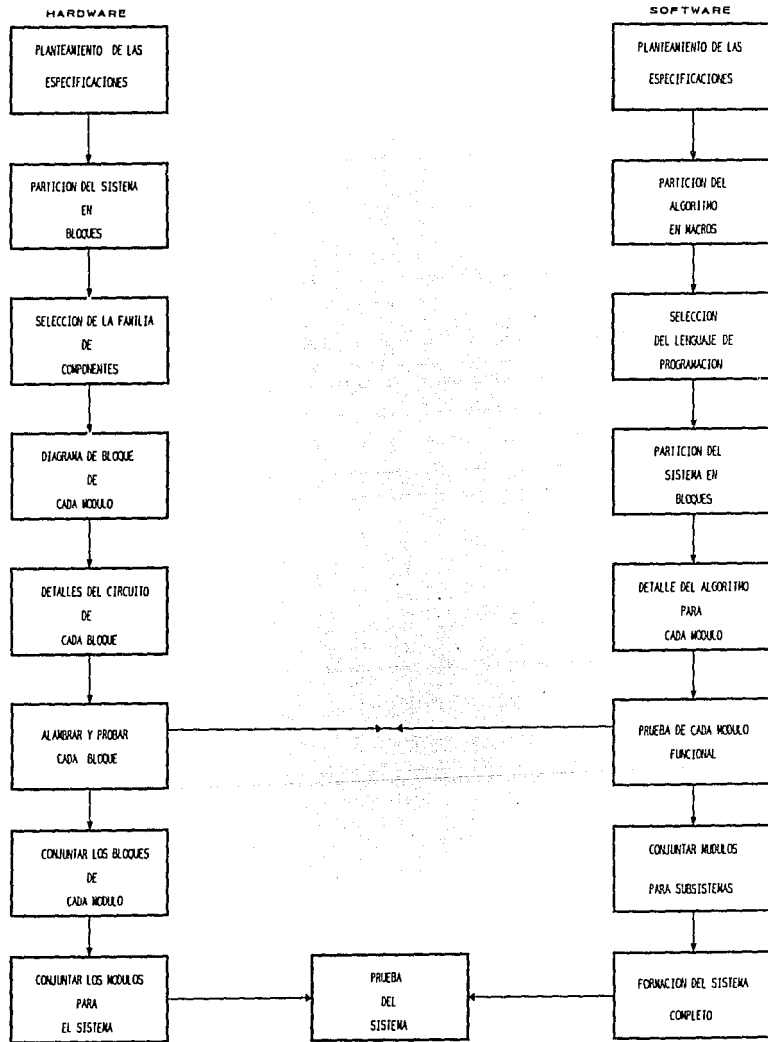 HARDWARE
PLANTEAMIENTO DE LAS
ESPECIFICACIONES
PARTICION DEL SISTEMA
EN
BLOQUES
SELECCION DE LA FAMILIA
DE
COMPONENTES
DIAGRAMA DE BLOQUE
DE
CADA MODULO
DETALLES DEL CIRCUITO
DE
CADA BLOQUE
ALAMBRAR Y PROBAR
CADA BLOQUE
CONJUNTAR LOS BLOQUES
DE
CADA MODULO
CONJUNTAR LOS MODULOS
PARA
EL SISTEMA
PRUEBA
DEL
SISTEMA
SOFTWARE
PLANTEAMIENTO DE LAS
ESPECIFICACIONES
PARTICION DEL
ALGORITMO
EN MACROS
SELECCION
DEL LENGUAJE DE
PROGRAMACION
PARTICION DEL
SISTEMA EN
BLOQUES
DETALLE DEL ALGORITMO
PARA
CADA MODULO
PRUEBA DE CADA MODULO
FUNCIONAL
CONJUNTAR MUDULOS
PARA SUBSISTEMAS
FORMACION DEL SISTEMA
COMPLETO